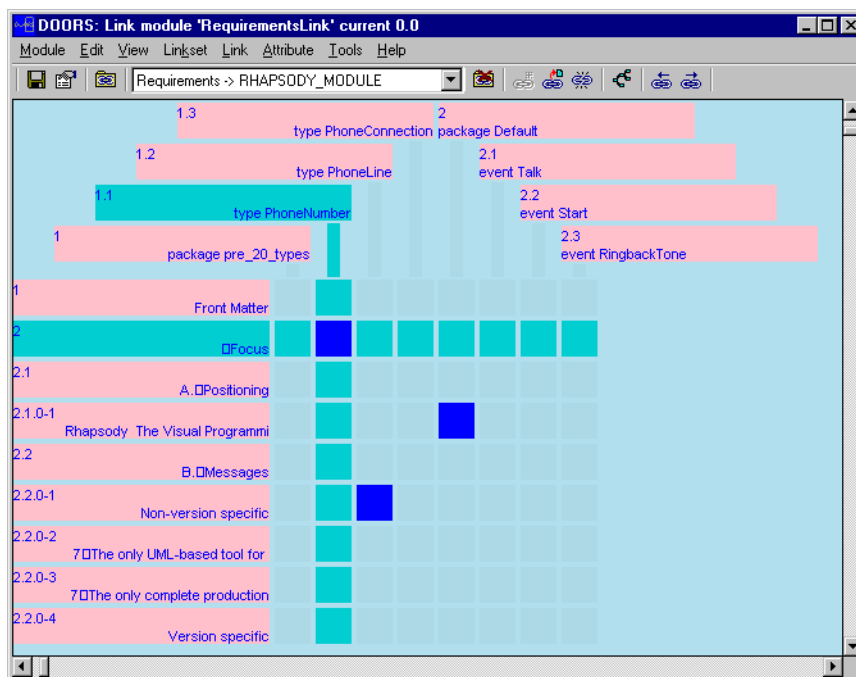 DOORS: Link module 'RequirementsLink' current 0.0
Module Edit View Linkset Link Attribute Tools Help
Requirements -> RHAPSODY_MODULE
1.3
type PhoneConnection
2
package Default
1.2
type PhoneLine
2.1
event Talk
1.1
type PhoneNumber
2.2
event Start
1
package pre_20_types
2.3
event RingbackTone
1
Front Matter
2
▯Focus
2.1
A.▯Positioning
2.1.0-1
Rhapsody The Visual Programmi
2.2
B.▯Messages
2.2.0-1
Non-version specific
2.2.0-2
7▯The only UML-based tool for
2.2.0-3
7▯The only complete production
2.2.0-4
Version specific